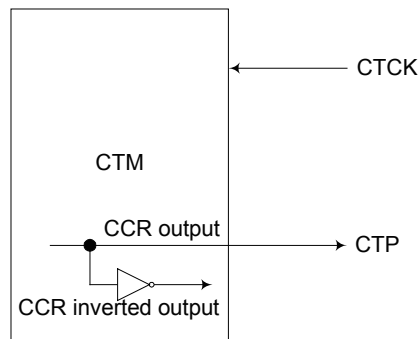 CTCK
CTM
CCR output
CTP
CCR inverted output